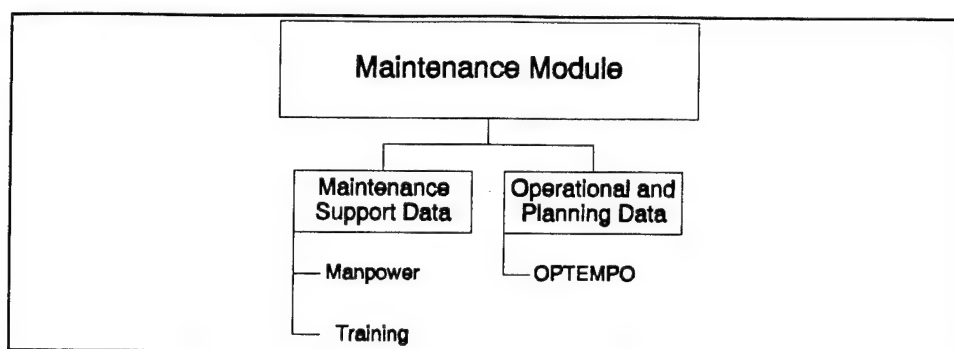 Maintenance Module
Maintenance
Support Data
Operational and
Planning Data
Manpower
OPTEMPO
Training